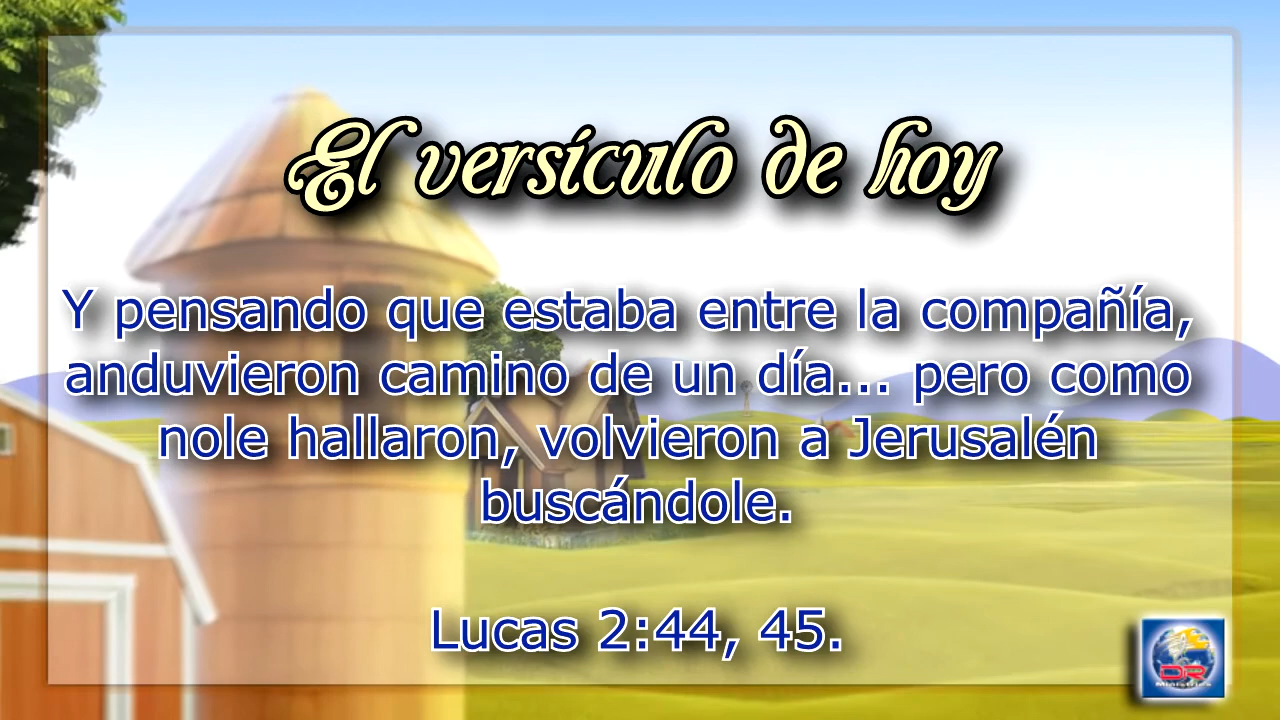 El versículo de hoy
Y pensando que estaba entre la compañía,
anduvieron camino de un día... pero como
nole hallaron, volvieron a Jerusalén
buscándole.
Lucas 2:44, 45.
DR
Ministries